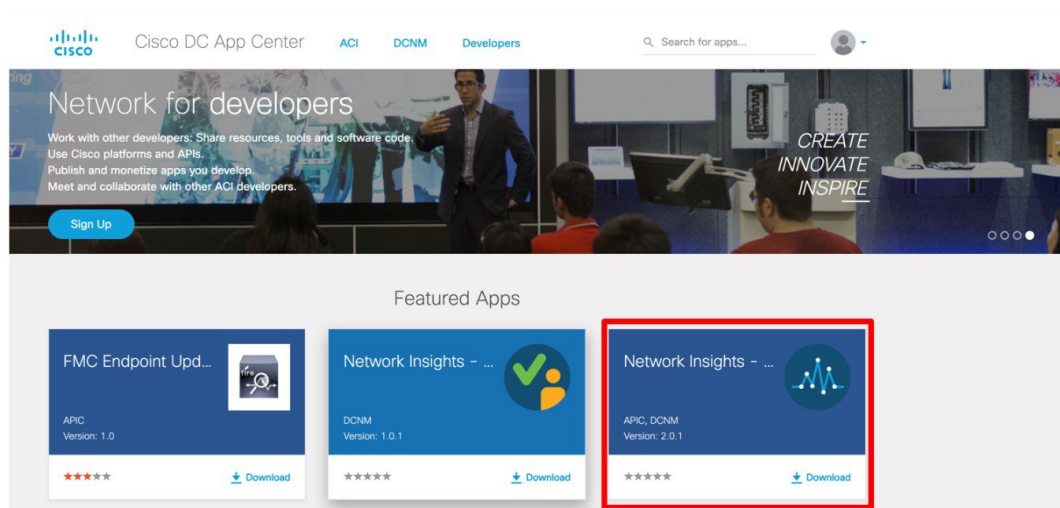 CISCO
Cisco DC App Center
ACI
DCNM
Developers
Search for apps...
Network for developers
Work with other developers: Share resources, tools and software code.
Use Cisco platforms and APIs.
Publish and monetize apps you develop.
Meet and collaborate with other ACI developers.
Sign Up
CREATE
INNOVATE
INSPIRE
Featured Apps
FMC Endpoint Upd...
APIC
Version: 1.0
Download
Network Insights - ...
DCNM
Version: 1.0.1
Download
Network Insights - ...
APIC, DCNM
Version: 2.0.1
Download